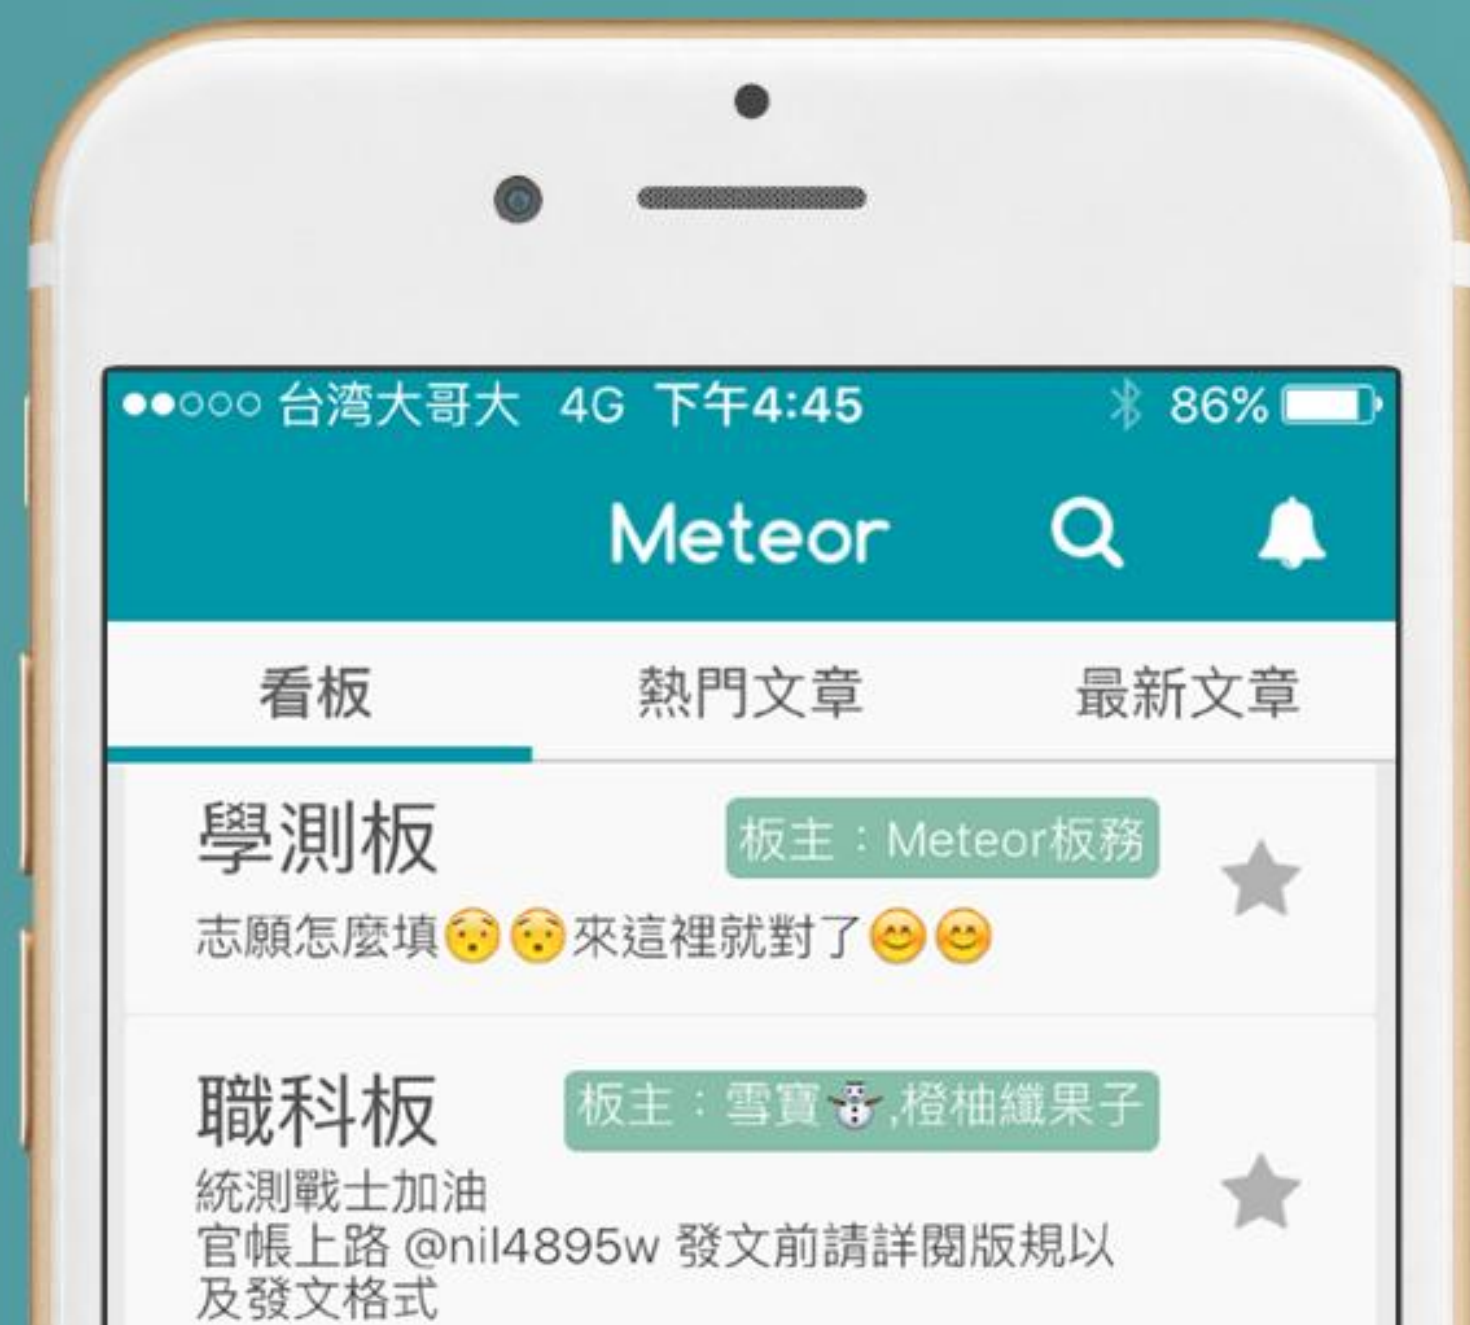 台湾大哥大 4G 下午4:45 86%
Meteor
看板 熱門文章 最新文章
學測板 板主：Meteor板務
志願怎麼填😯😯來這裡就對了😊😊
職科板 板主：雪寶⛄,橙柚纖果子
統測戰士加油
官帳上路 @nil4895w 發文前請詳閱版規以
及發文格式